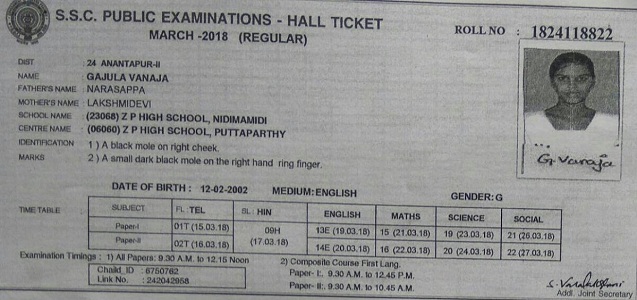 S.S.C. PUBLIC EXAMINATIONS - HALL TICKET
MARCH -2018 (REGULAR)
ROLL NO : 1824118822
DIST : 24 ANANTAPUR-II
NAME : GAJULA VANAJA
FATHER'S NAME : NARASAPPA
MOTHER'S NAME : LAKSHMIDEVI
SCHOOL NAME : (23068) Z P HIGH SCHOOL, NIDIMAMIDI
CENTRE NAME : (06060) Z P HIGH SCHOOL, PUTTAPARTHY
IDENTIFICATION 1 ) A black mole on right cheek.
MARKS 2 ) A small dark black mole on the right hand ring finger.
G. Vanaja
DATE OF BIRTH : 12-02-2002 MEDIUM:ENGLISH GENDER:G
TIME TABLE : SUBJECT FL: TEL SL: HIN ENGLISH MATHS SCIENCE SOCIAL
Paper-I 01T (15.03.18) 09H (17.03.18) 13E (19.03.18) 15 (21.03.18) 19 (23.03.18) 21 (26.03.18)
Paper-II 02T (16.03.18) 14E (20.03.18) 16 (22.03.18) 20 (24.03.18) 22 (27.03.18)
Examination Timings : 1) All Papers: 9.30 A.M. to 12.15 Noon 2) Composite Course First Lang.
Paper- I:. 9.30 A.M. to 12.45 P.M.
Paper- II:. 9.30 A.M. to 10.45 A.M.
Chald_ID : 6750762
Link No. : 242042958
Addl. Joint Secretary